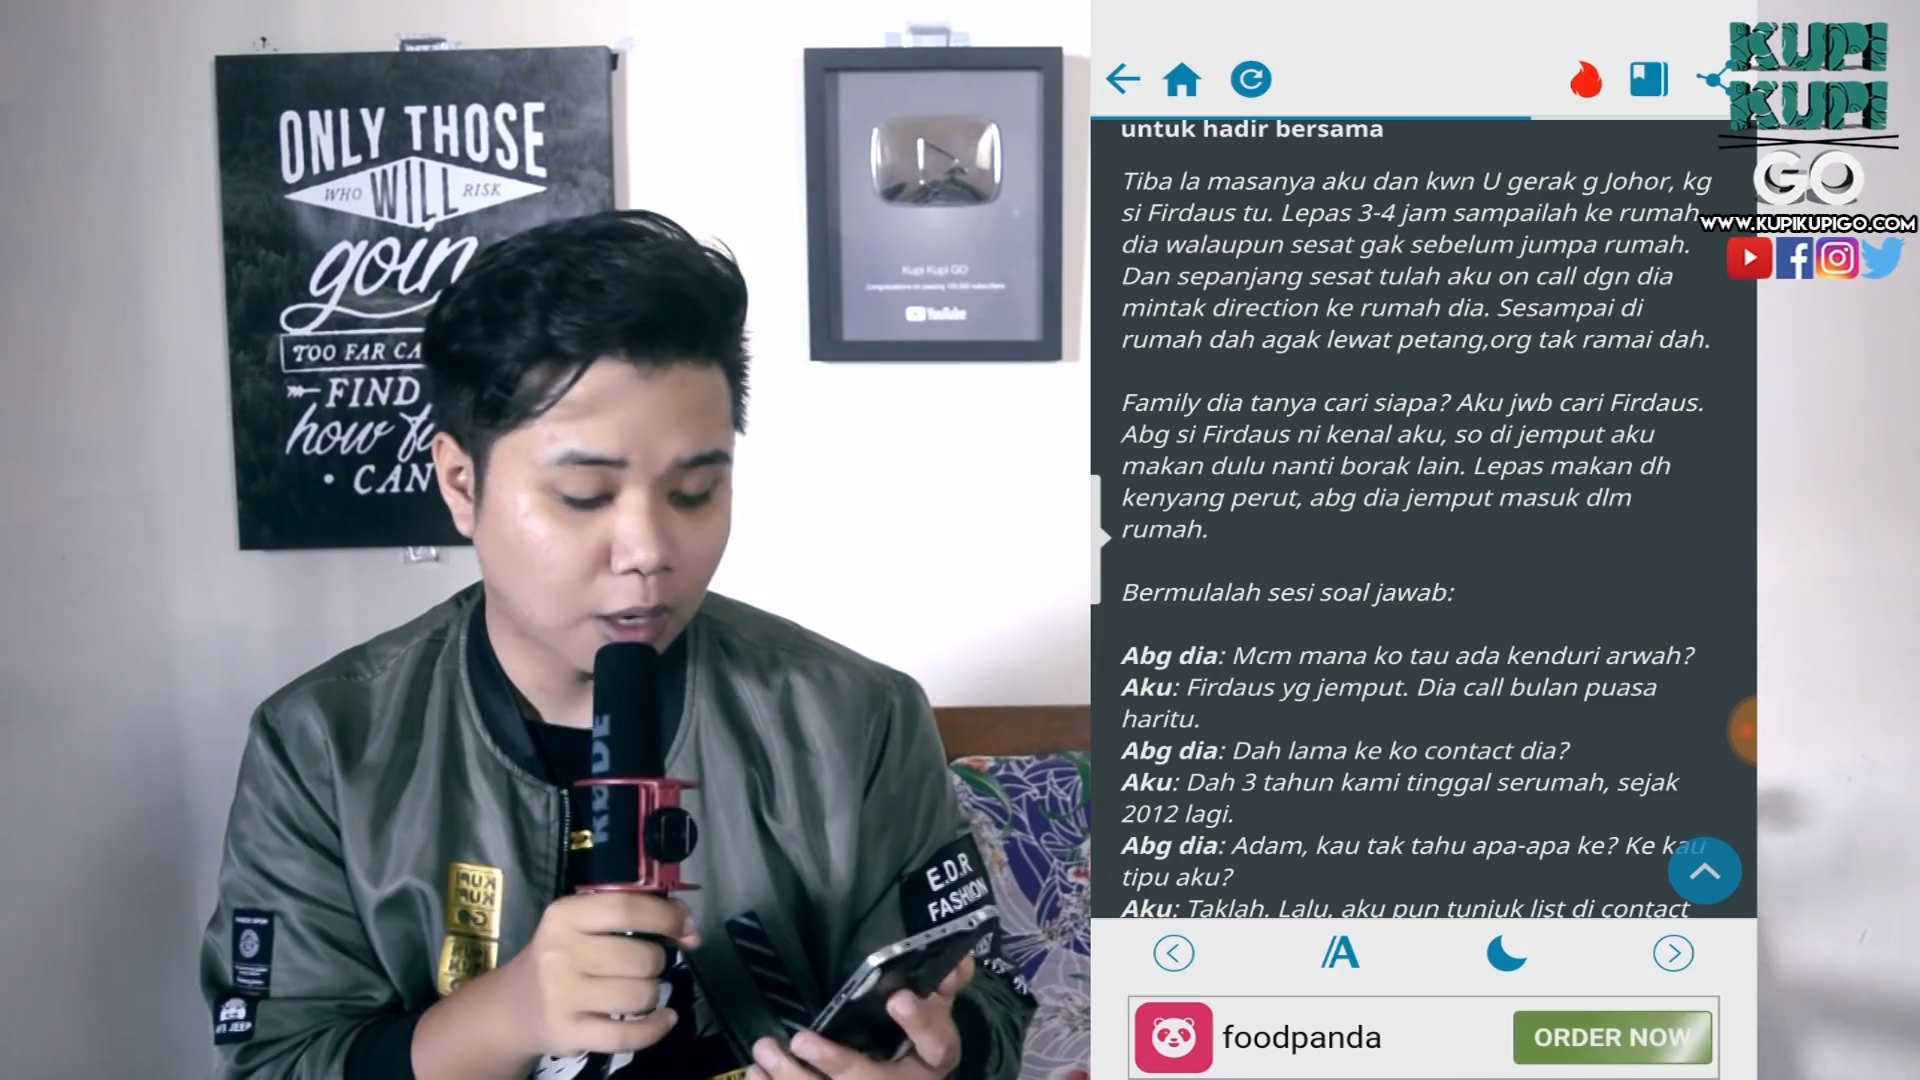 ONLY THOSE
WHO WILL RISK
going
TOO FAR CA
FIND
how
CAN
Kupi Kupi GO
YouTube
RØDE
E.D.R
FASHION
untuk hadir bersama
Tiba la masanya aku dan kwn U gerak g Johor, kg
si Firdaus tu. Lepas 3-4 jam sampailah ke rumah
dia walaupun sesat gak sebelum jumpa rumah.
Dan sepanjang sesat tulah aku on call dgn dia
mintak direction ke rumah dia. Sesampai di
rumah dah agak lewat petang,org tak ramai dah.
Family dia tanya cari siapa? Aku jwb cari Firdaus.
Abg si Firdaus ni kenal aku, so di jemput aku
makan dulu nanti borak lain. Lepas makan dh
kenyang perut, abg dia jemput masuk dlm
rumah.
Bermulalah sesi soal jawab:
Abg dia: Mcm mana ko tau ada kenduri arwah?
Aku: Firdaus yg jemput. Dia call bulan puasa
haritu.
Abg dia: Dah lama ke ko contact dia?
Aku: Dah 3 tahun kami tinggal serumah, sejak
2012 lagi.
Abg dia: Adam, kau tak tahu apa-apa ke? Ke kau
tipu aku?
Aku: Taklah. Lalu, aku pun tunjuk list di contact
foodpanda
ORDER NOW
KUPI
KUPI
GO
WWW.KUPIKUPIGO.COM